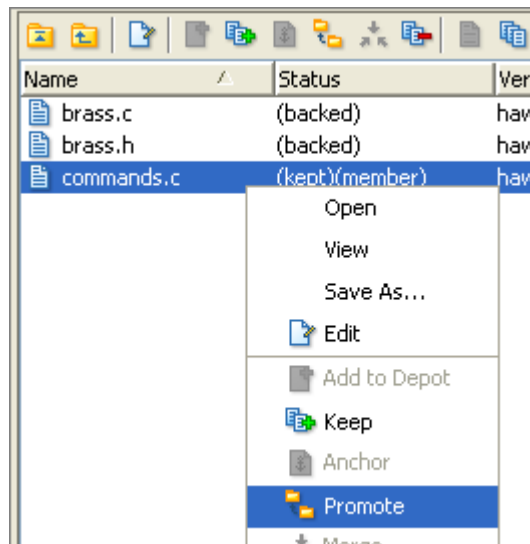 Name Status Ver
brass.c (backed) haw
brass.h (backed) haw
commands.c (kept)(member) haw
Open
View
Save As...
Edit
Add to Depot
Keep
Anchor
Promote
Merge